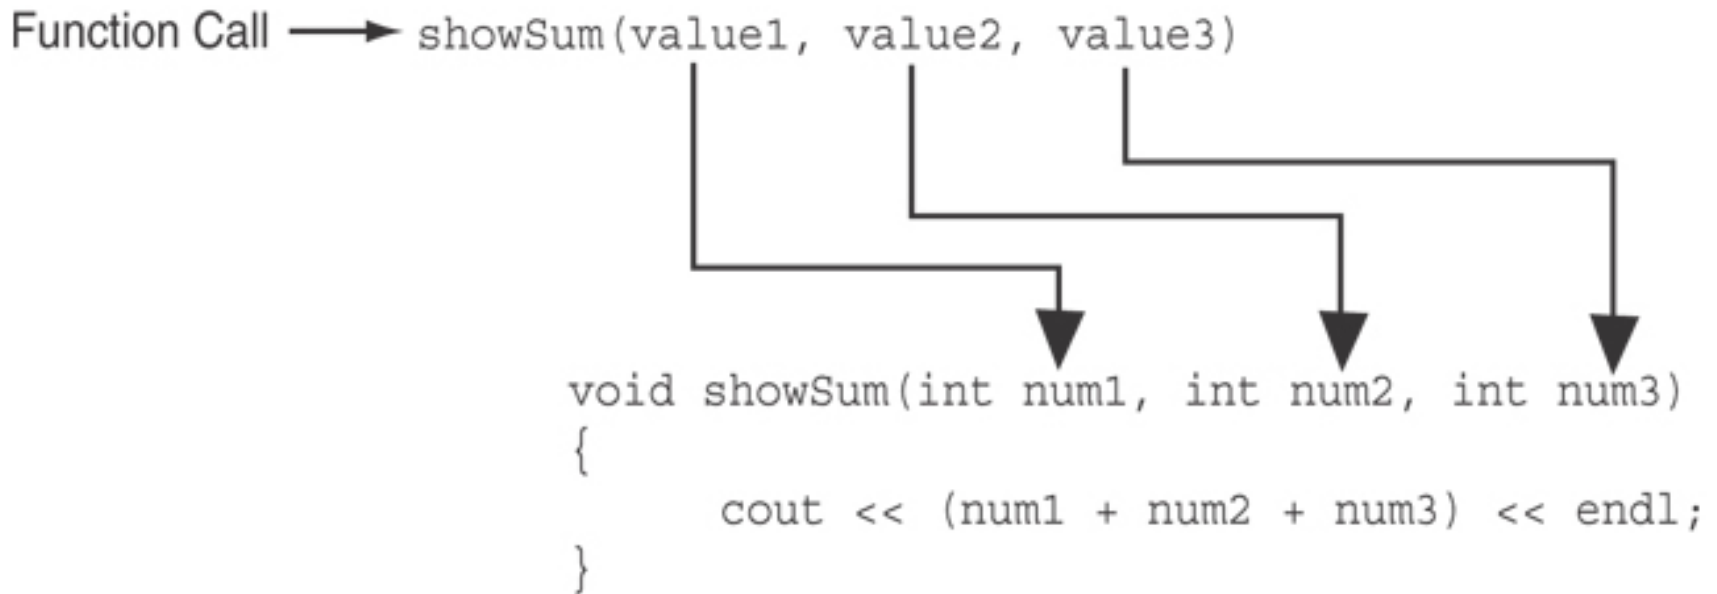 Function Call showSum(value1, value2, value3)
void showSum(int num1, int num2, int num3)
{
cout << (num1 + num2 + num3) << endl;
}